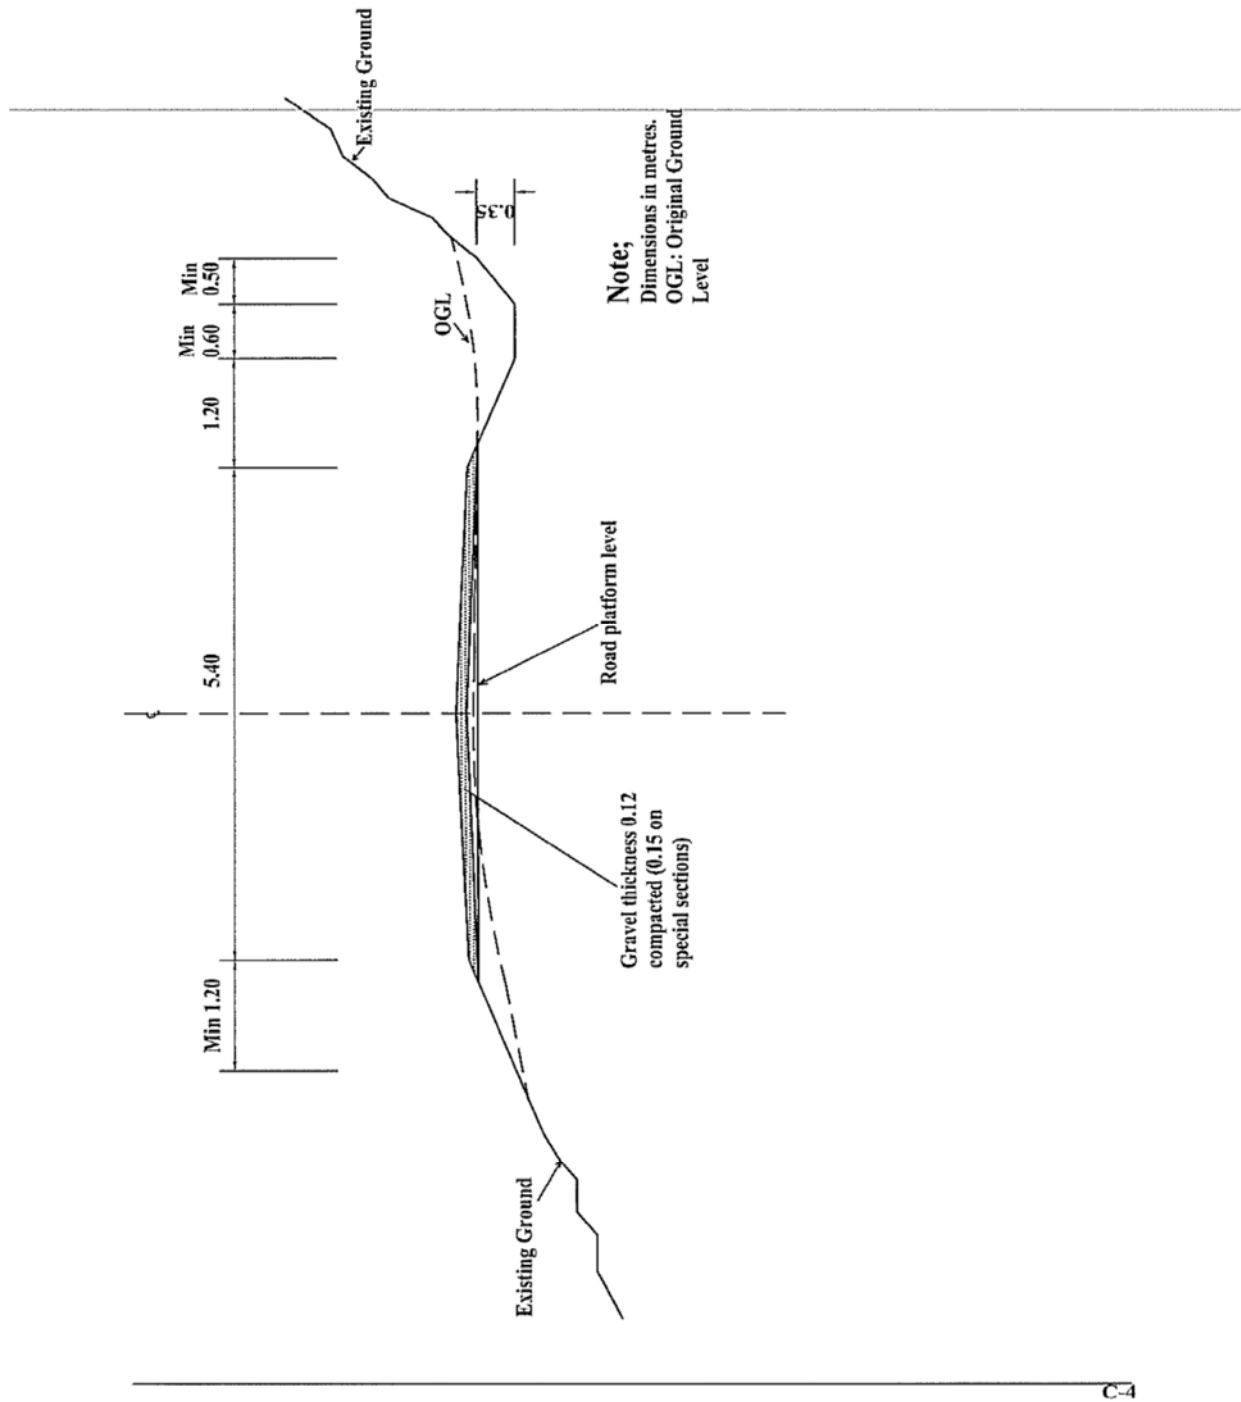 Min 1.20
5.40
1.20
Min
0.60
Min
0.50
Existing Ground
OGL
0.35
Existing Ground
Gravel thickness 0.12
compacted (0.15 on
special sections)
Road platform level
Note;
Dimensions in metres.
OGL: Original Ground
Level
C-4